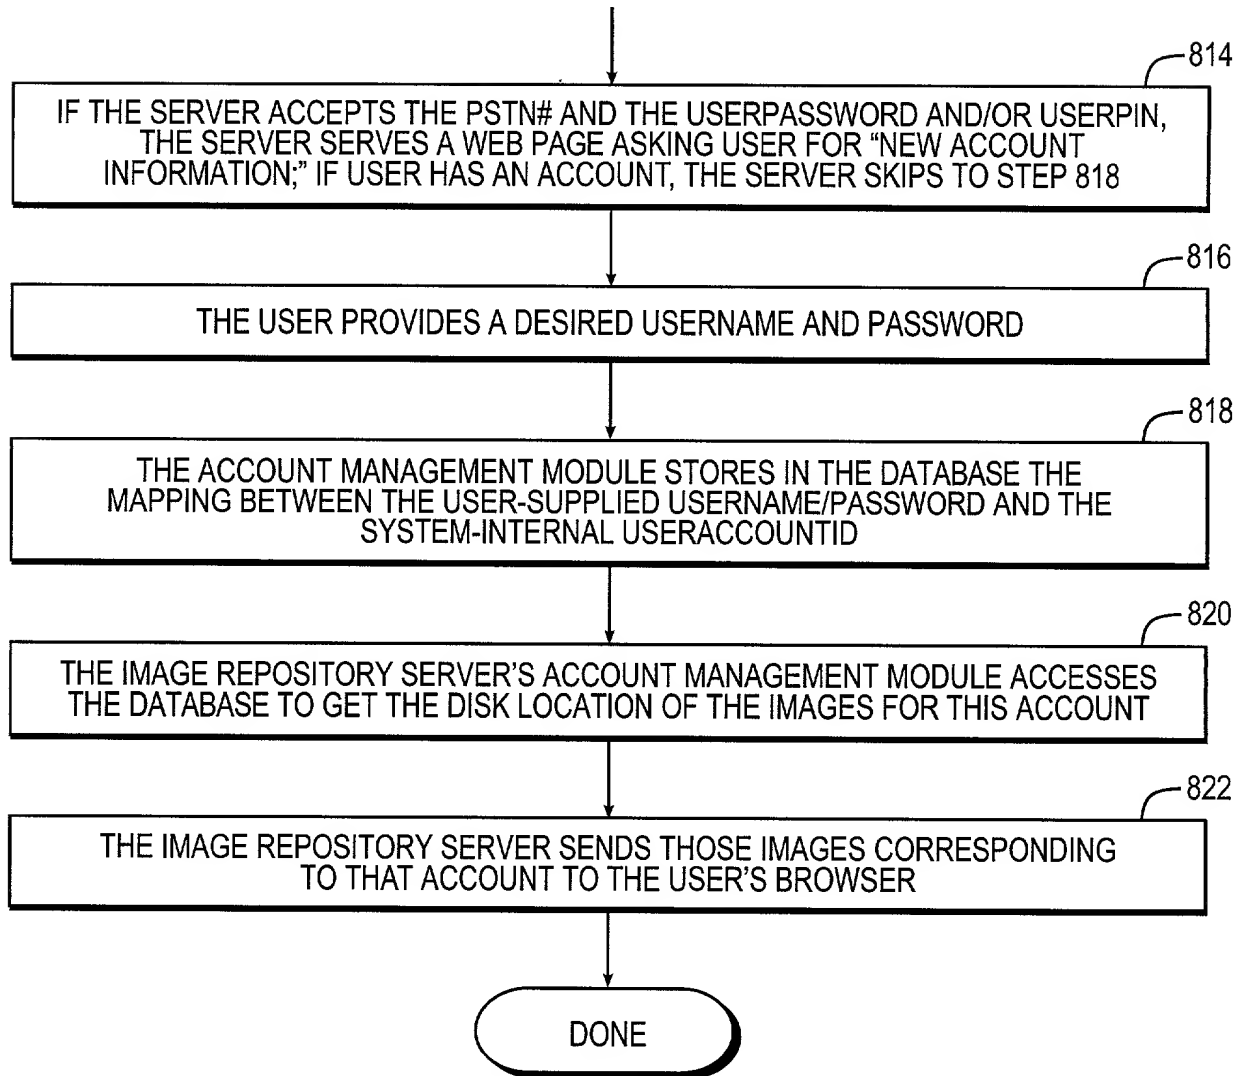 814
IF THE SERVER ACCEPTS THE PSTN# AND THE USERPASSWORD AND/OR USERPIN,
THE SERVER SERVES A WEB PAGE ASKING USER FOR “NEW ACCOUNT
INFORMATION;” IF USER HAS AN ACCOUNT, THE SERVER SKIPS TO STEP 818
816
THE USER PROVIDES A DESIRED USERNAME AND PASSWORD
818
THE ACCOUNT MANAGEMENT MODULE STORES IN THE DATABASE THE
MAPPING BETWEEN THE USER-SUPPLIED USERNAME/PASSWORD AND THE
SYSTEM-INTERNAL USERACCOUNTID
820
THE IMAGE REPOSITORY SERVER’S ACCOUNT MANAGEMENT MODULE ACCESSES
THE DATABASE TO GET THE DISK LOCATION OF THE IMAGES FOR THIS ACCOUNT
822
THE IMAGE REPOSITORY SERVER SENDS THOSE IMAGES CORRESPONDING
TO THAT ACCOUNT TO THE USER’S BROWSER
DONE